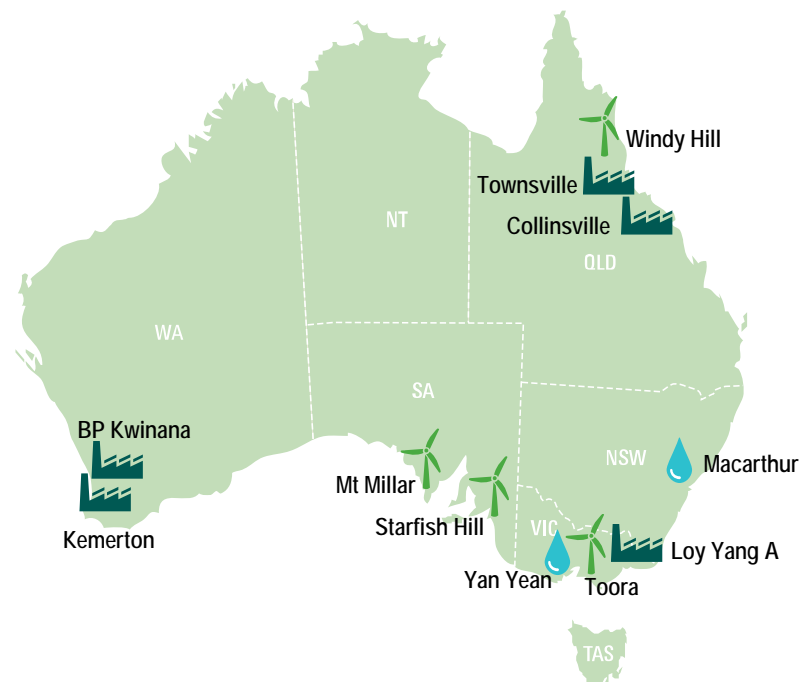 Windy Hill
Townsville
Collinsville
NT
QLD
WA
SA
BP Kwinana
NSW
Macarthur
Mt Millar
Starfish Hill
Kemerton
VIC
Loy Yang A
Yan Yean
Toora
TAS